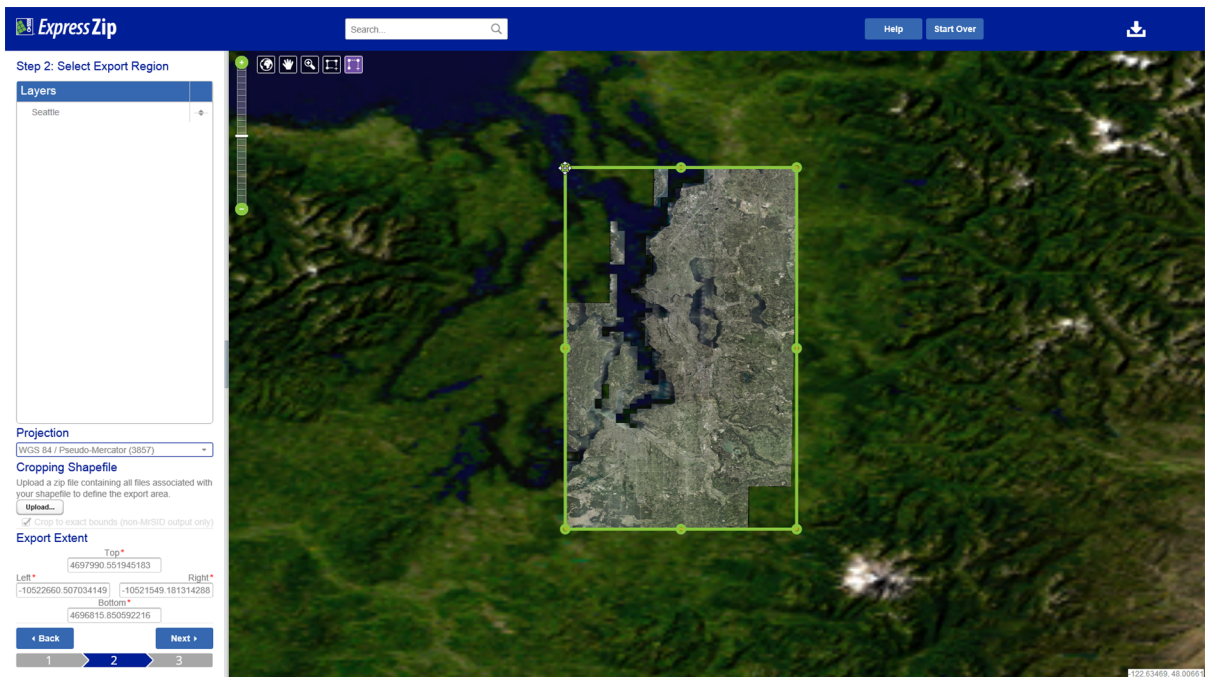 Express Zip
Search...
Help
Start Over
Step 2: Select Export Region
Layers
Seattle
Projection
WGS 84 / Pseudo-Mercator (3857)
Cropping Shapefile
Upload a zip file containing all files associated with
your shapefile to define the export area.
Upload...
Crop to exact bounds (non-MrSID output only)
Export Extent
Top*
4697990.551945183
Left* Right*
-10522660.507034149 -10521549.181314288
Bottom*
4696815.850592216
Back Next
1 2 3
-122.63469, 48.00661